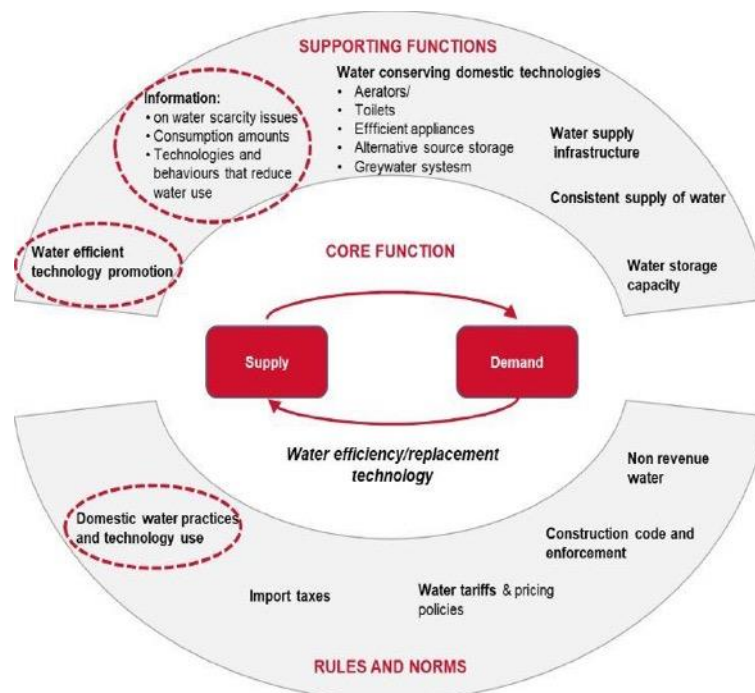 SUPPORTING FUNCTIONS
Information:
• on water scarcity issues
• Consumption amounts
• Technologies and
behaviours that reduce
water use
Water conserving domestic technologies
• Aerators/
• Toilets
• Effficient appliances
• Alternative source storage
• Greywater systesm
Water supply
infrastructure
Consistent supply of water
Water storage
capacity
Water efficient
technology promotion
CORE FUNCTION
Supply
Demand
Water efficiency/replacement
technology
Domestic water practices
and technology use
Import taxes
Water tariffs & pricing
policies
Construction code and
enforcement
Non revenue
water
RULES AND NORMS